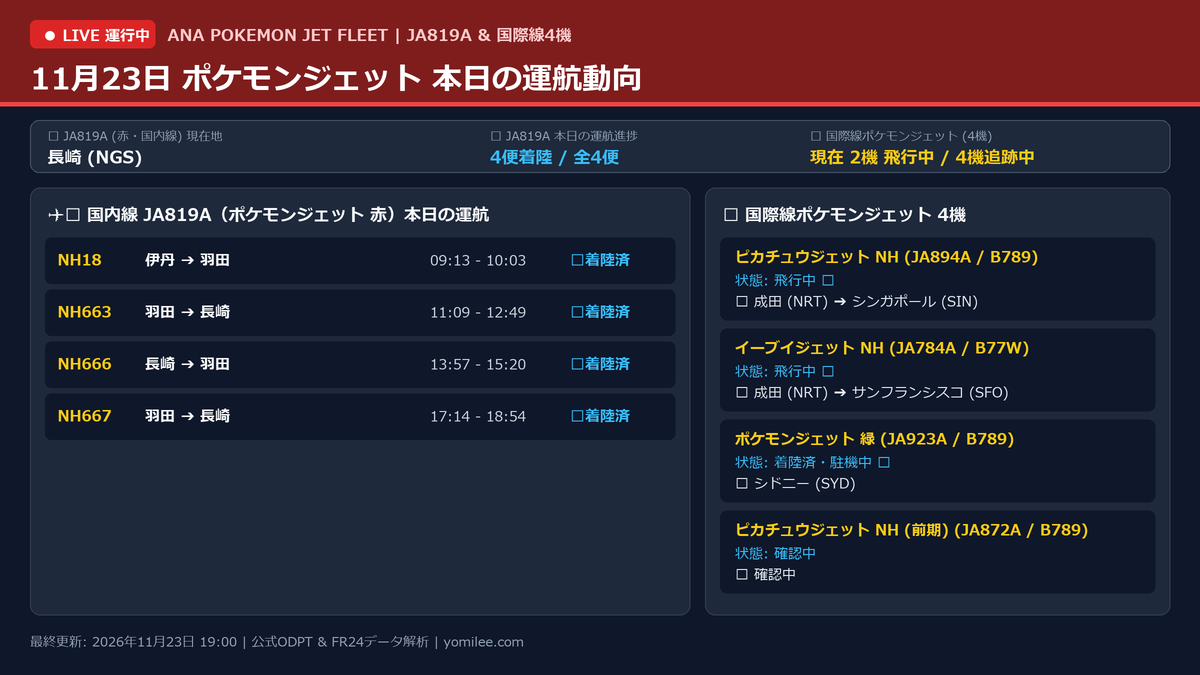 ● LIVE 運行中 ANA POKEMON JET FLEET | JA819A & 国際線4機
11月23日 ポケモンジェット 本日の運航動向
□ JA819A (赤・国内線) 現在地
長崎 (NGS)
□ JA819A 本日の運航進捗
4便着陸 / 全4便
□ 国際線ポケモンジェット (4機)
現在 2機 飛行中 / 4機追跡中
✈□ 国内線 JA819A（ポケモンジェット 赤）本日の運航
NH18 伊丹 → 羽田 09:13 - 10:03 □着陸済
NH663 羽田 → 長崎 11:09 - 12:49 □着陸済
NH666 長崎 → 羽田 13:57 - 15:20 □着陸済
NH667 羽田 → 長崎 17:14 - 18:54 □着陸済
□ 国際線ポケモンジェット 4機
ピカチュウジェット NH (JA894A / B789)
状態: 飛行中 □
□ 成田 (NRT) ➔ シンガポール (SIN)
イーブイジェット NH (JA784A / B77W)
状態: 飛行中 □
□ 成田 (NRT) ➔ サンフランシスコ (SFO)
ポケモンジェット 緑 (JA923A / B789)
状態: 着陸済・駐機中 □
□ シドニー (SYD)
ピカチュウジェット NH (前期) (JA872A / B789)
状態: 確認中
□ 確認中
最終更新: 2026年11月23日 19:00 | 公式ODPT & FR24データ解析 | yomilee.com